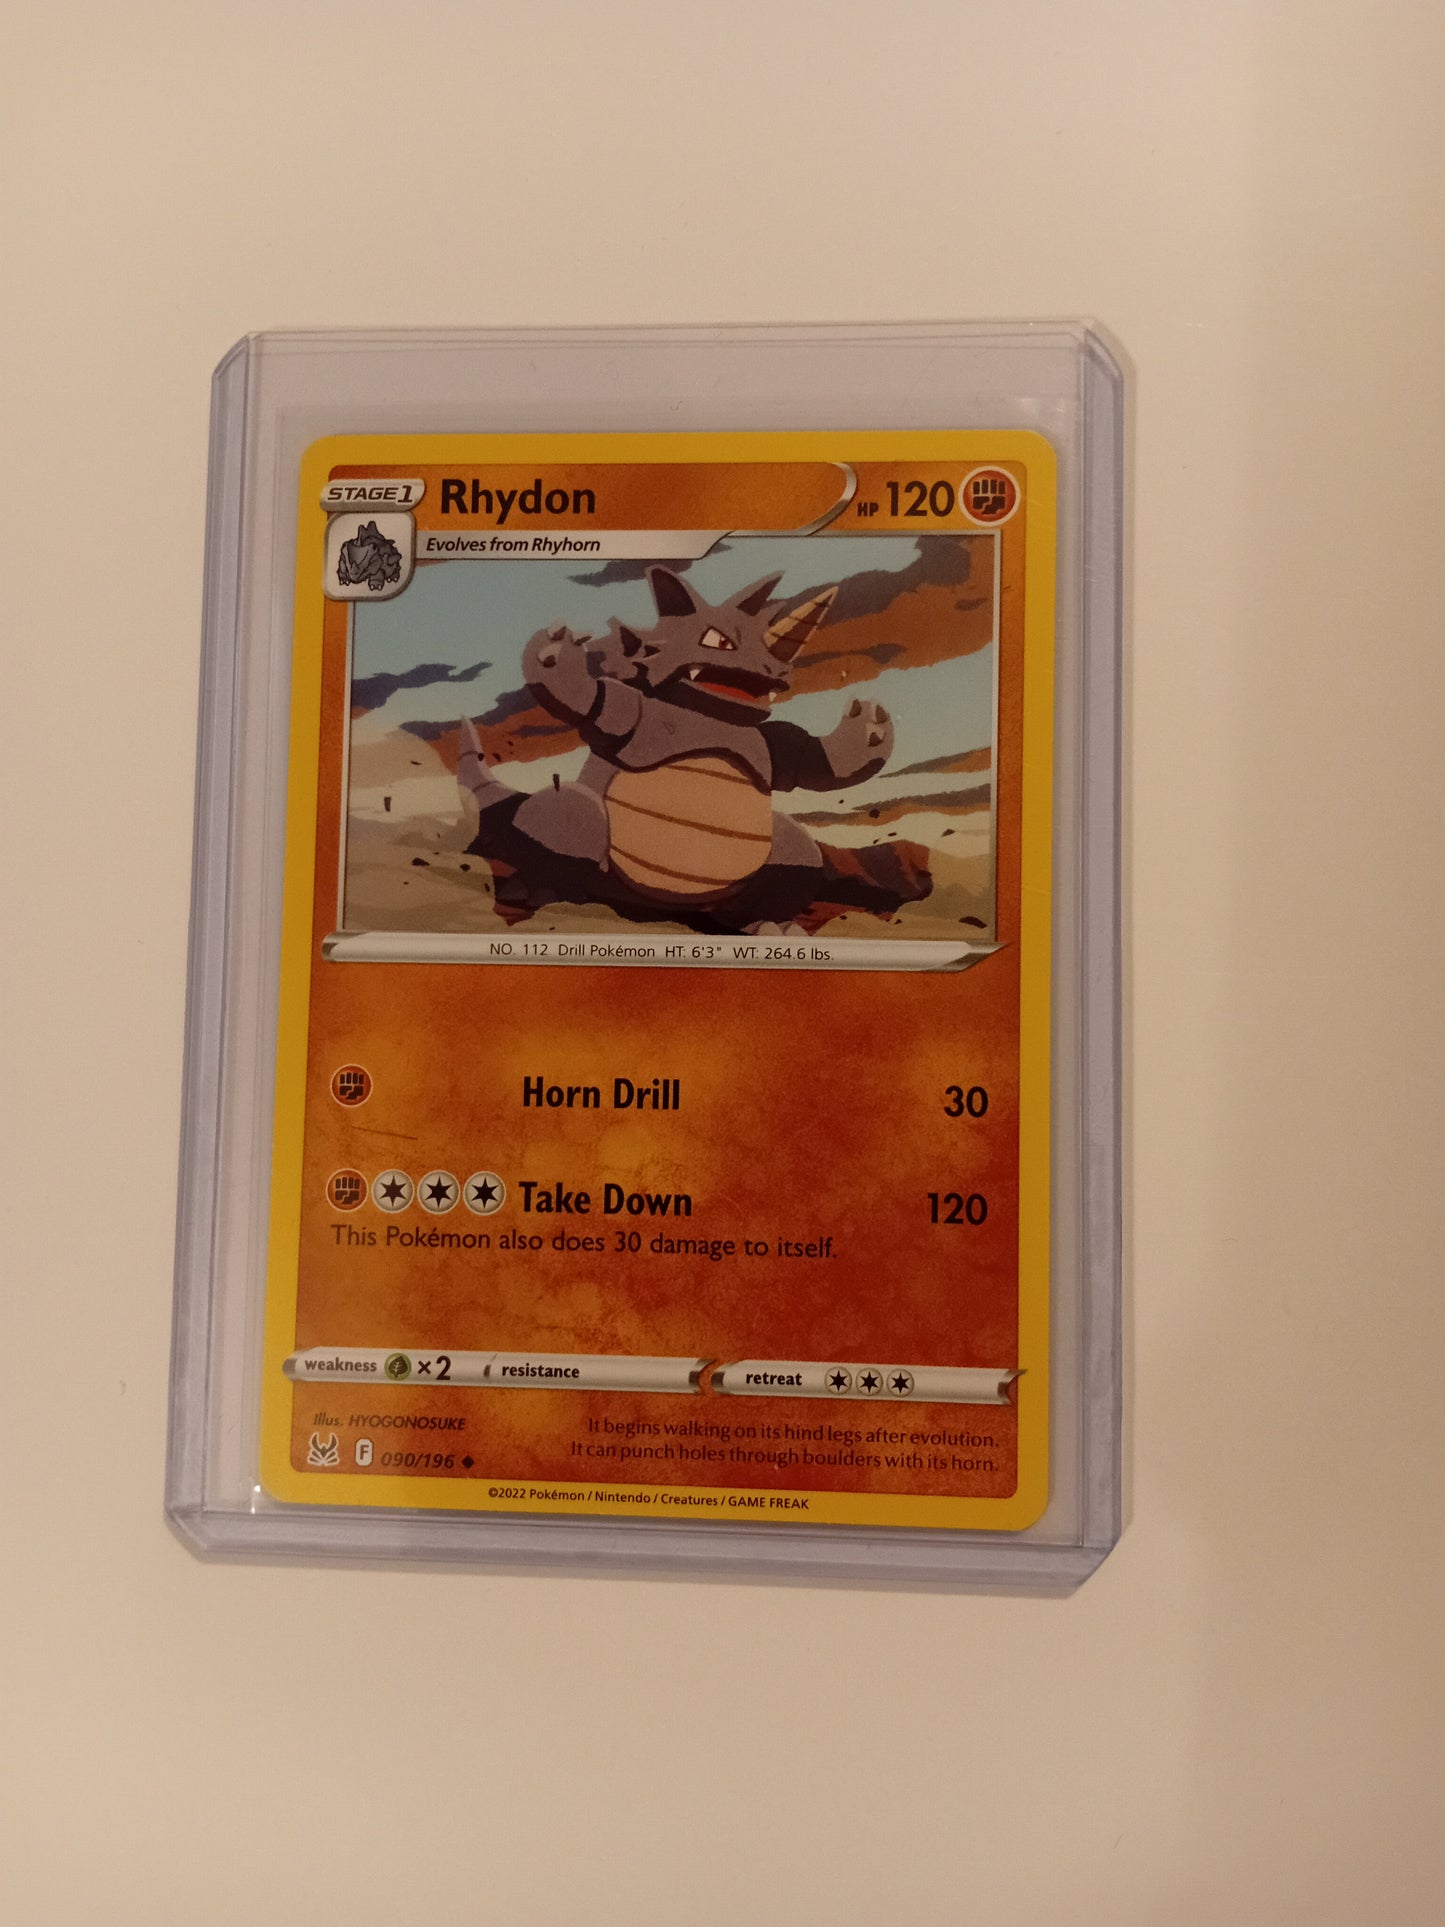 STAGE 1 Rhydon HP 120
Evolves from Rhyhorn
NO. 112 Drill Pokémon HT: 6'3" WT: 264.6 lbs.
Horn Drill 30
Take Down 120
This Pokémon also does 30 damage to itself.
weakness ×2 resistance retreat
Illus. HYOGONOSUKE
F 090/196
It begins walking on its hind legs after evolution.
It can punch holes through boulders with its horn.
©2022 Pokémon / Nintendo / Creatures / GAME FREAK